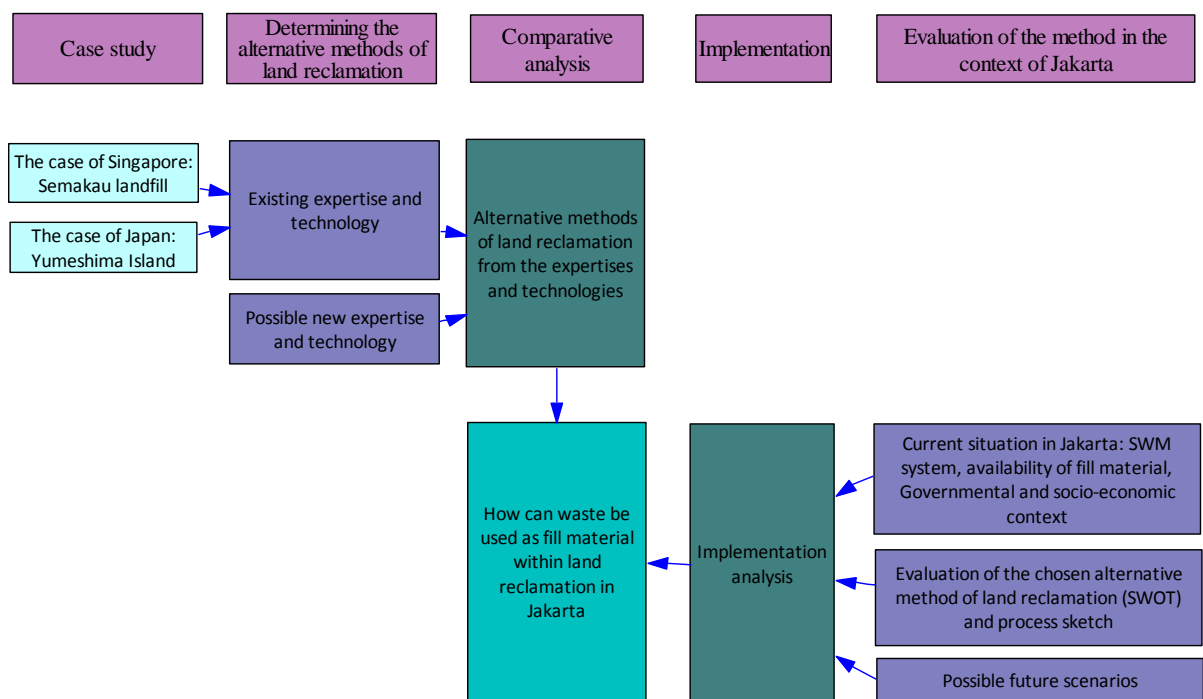 Case study
Determining the
alternative methods of
land reclamation
Comparative
analysis
Implementation
Evaluation of the method in the
context of Jakarta
The case of Singapore:
Semakau landfill
The case of Japan:
Yumeshima Island
Existing expertise and
technology
Possible new expertise
and technology
Alternative methods
of land reclamation
from the expertises
and technologies
How can waste be
used as fill material
within land
reclamation in
Jakarta
Implementation
analysis
Current situation in Jakarta: SWM
system, availability of fill material,
Governmental and socio-economic
context
Evaluation of the chosen alternative
method of land reclamation (SWOT)
and process sketch
Possible future scenarios